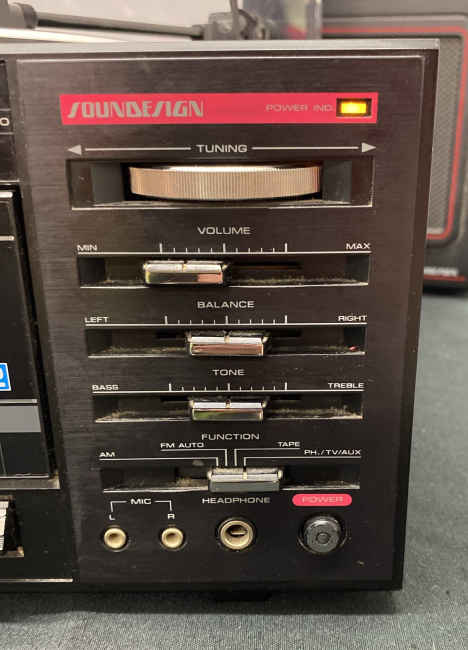 SOUNDESIGN POWER IND.
TUNING
VOLUME
MIN MAX
BALANCE
LEFT RIGHT
TONE
BASS TREBLE
FUNCTION
FM AUTO TAPE
AM PH./TV/AUX
MIC HEADPHONE POWER
L R